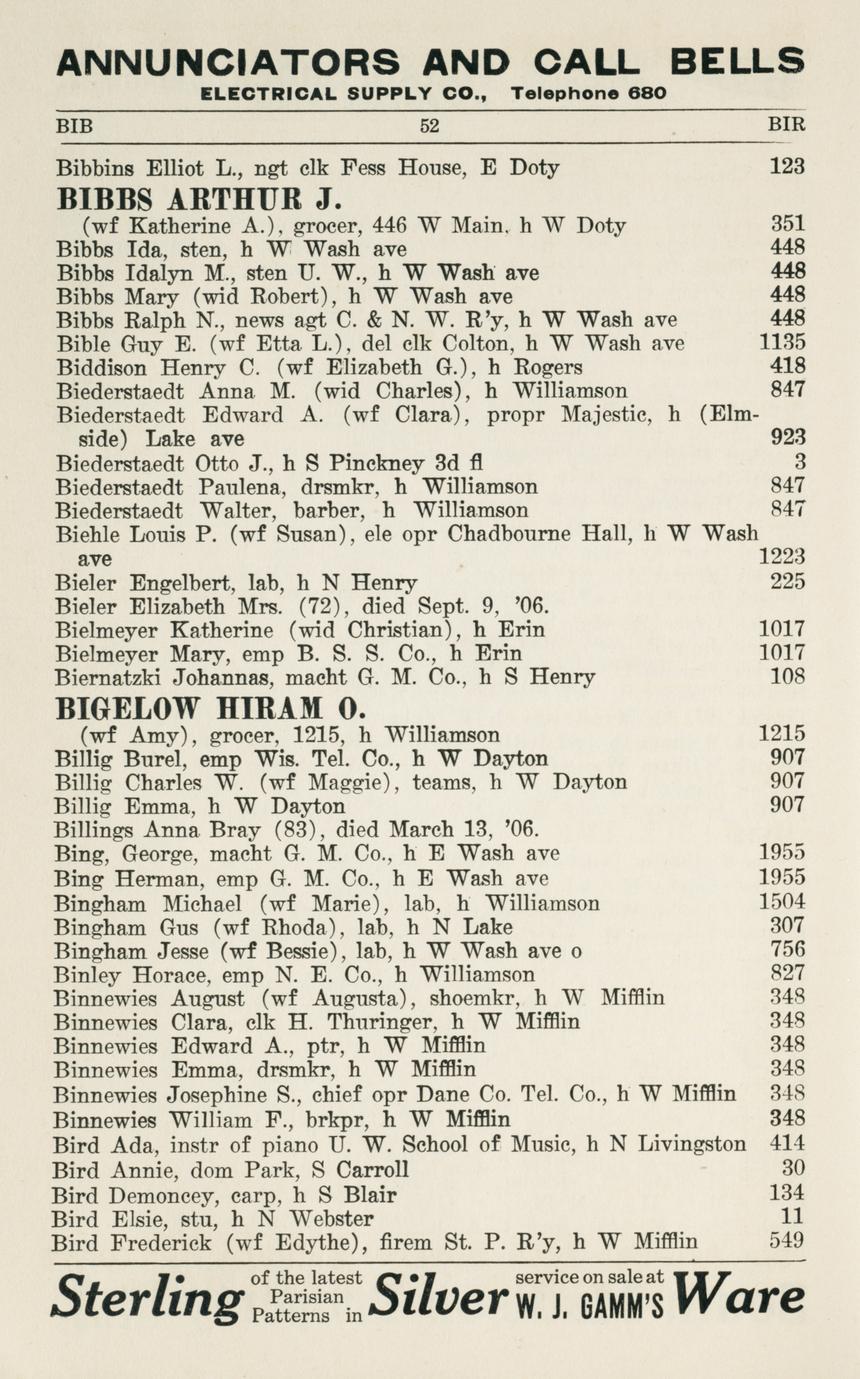 ANNUNCIATORS AND CALL BELLS
ELECTRICAL SUPPLY CO., Telephone 680
BIB 52 BIR
Bibbins Elliot L., ngt clk Fess House, E Doty 123
BIBBS ARTHUR J.
(wf Katherine A.), grocer, 446 W Main, h W Doty 351
Bibbs Ida, sten, h W Wash ave 448
Bibbs Idalyn M., sten U. W., h W Wash ave 448
Bibbs Mary (wid Robert), h W Wash ave 448
Bibbs Ralph N., news agt C. & N. W. R'y, h W Wash ave 448
Bible Guy E. (wf Etta L.), del clk Colton, h W Wash ave 1135
Biddison Henry C. (wf Elizabeth G.), h Rogers 418
Biederstaedt Anna M. (wid Charles), h Williamson 847
Biederstaedt Edward A. (wf Clara), propr Majestic, h (Elm-
side) Lake ave 923
Biederstaedt Otto J., h S Pinckney 3d fl 3
Biederstaedt Paulena, drsmkr, h Williamson 847
Biederstaedt Walter, barber, h Williamson 847
Biehle Louis P. (wf Susan), ele opr Chadbourne Hall, h W Wash
ave 1223
Bieler Engelbert, lab, h N Henry 225
Bieler Elizabeth Mrs. (72), died Sept. 9, '06.
Bielmeyer Katherine (wid Christian), h Erin 1017
Bielmeyer Mary, emp B. S. S. Co., h Erin 1017
Biernatzki Johannas, macht G. M. Co., h S Henry 108
BIGELOW HIRAM O.
(wf Amy), grocer, 1215, h Williamson 1215
Billig Burel, emp Wis. Tel. Co., h W Dayton 907
Billig Charles W. (wf Maggie), teams, h W Dayton 907
Billig Emma, h W Dayton 907
Billings Anna Bray (83), died March 13, '06.
Bing, George, macht G. M. Co., h E Wash ave 1955
Bing Herman, emp G. M. Co., h E Wash ave 1955
Bingham Michael (wf Marie), lab, h Williamson 1504
Bingham Gus (wf Rhoda), lab, h N Lake 307
Bingham Jesse (wf Bessie), lab, h W Wash ave o 756
Binley Horace, emp N. E. Co., h Williamson 827
Binnewies August (wf Augusta), shoemkr, h W Mifflin 348
Binnewies Clara, clk H. Thuringer, h W Mifflin 348
Binnewies Edward A., ptr, h W Mifflin 348
Binnewies Emma, drsmkr, h W Mifflin 348
Binnewies Josephine S., chief opr Dane Co. Tel. Co., h W Mifflin 348
Binnewies William F., brkpr, h W Mifflin 348
Bird Ada, instr of piano U. W. School of Music, h N Livingston 414
Bird Annie, dom Park, S Carroll 30
Bird Demoncey, carp, h S Blair 134
Bird Elsie, stu, h N Webster 11
Bird Frederick (wf Edythe), firem St. P. R'y, h W Mifflin 549
Sterling of the latest Parisian Patterns in Silver service on sale at W. J. GAMM'S Ware